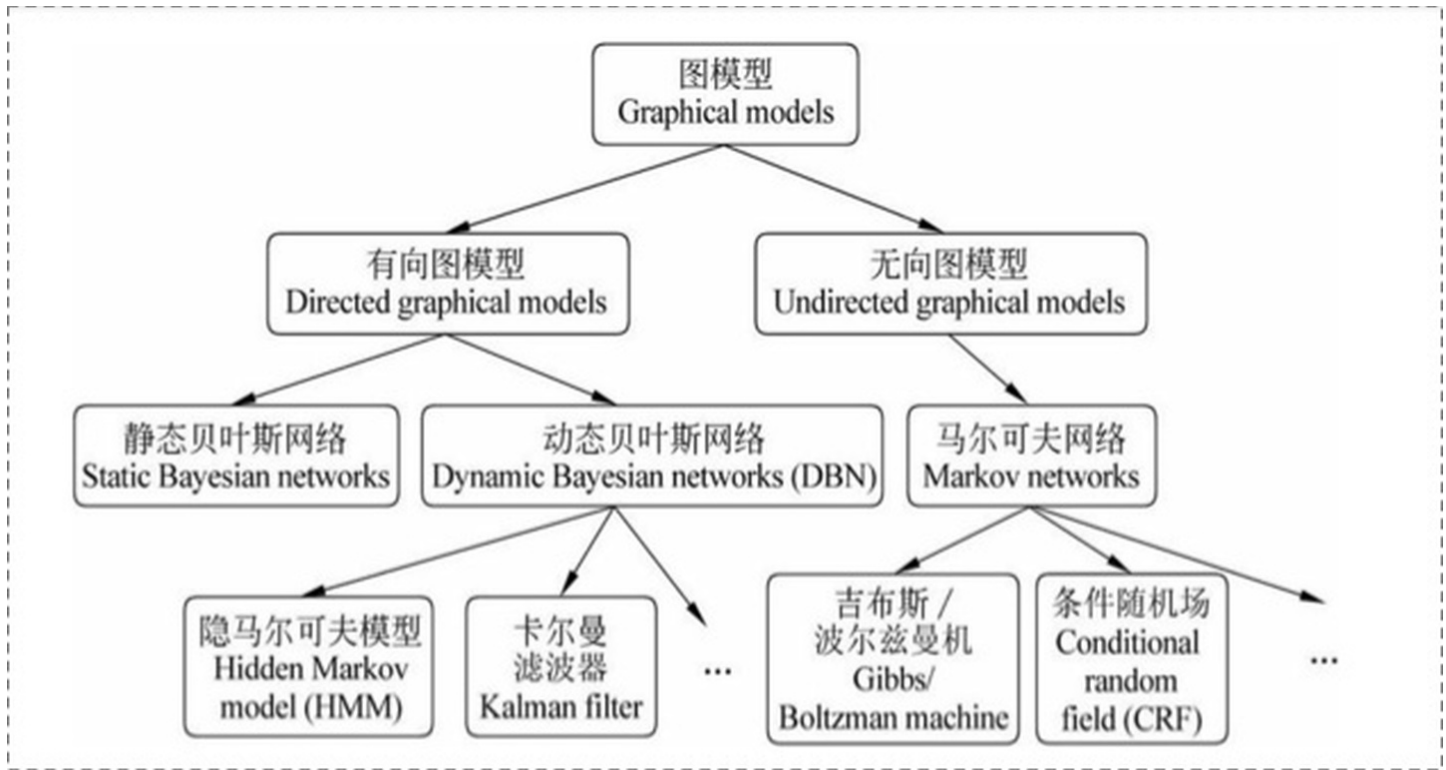 图模型
Graphical models
有向图模型
Directed graphical models
无向图模型
Undirected graphical models
静态贝叶斯网络
Static Bayesian networks
动态贝叶斯网络
Dynamic Bayesian networks (DBN)
马尔可夫网络
Markov networks
隐马尔可夫模型
Hidden Markov
model (HMM)
卡尔曼
滤波器
Kalman filter
...
吉布斯 /
波尔兹曼机
Gibbs/
Boltzman machine
条件随机场
Conditional
random
field (CRF)
...